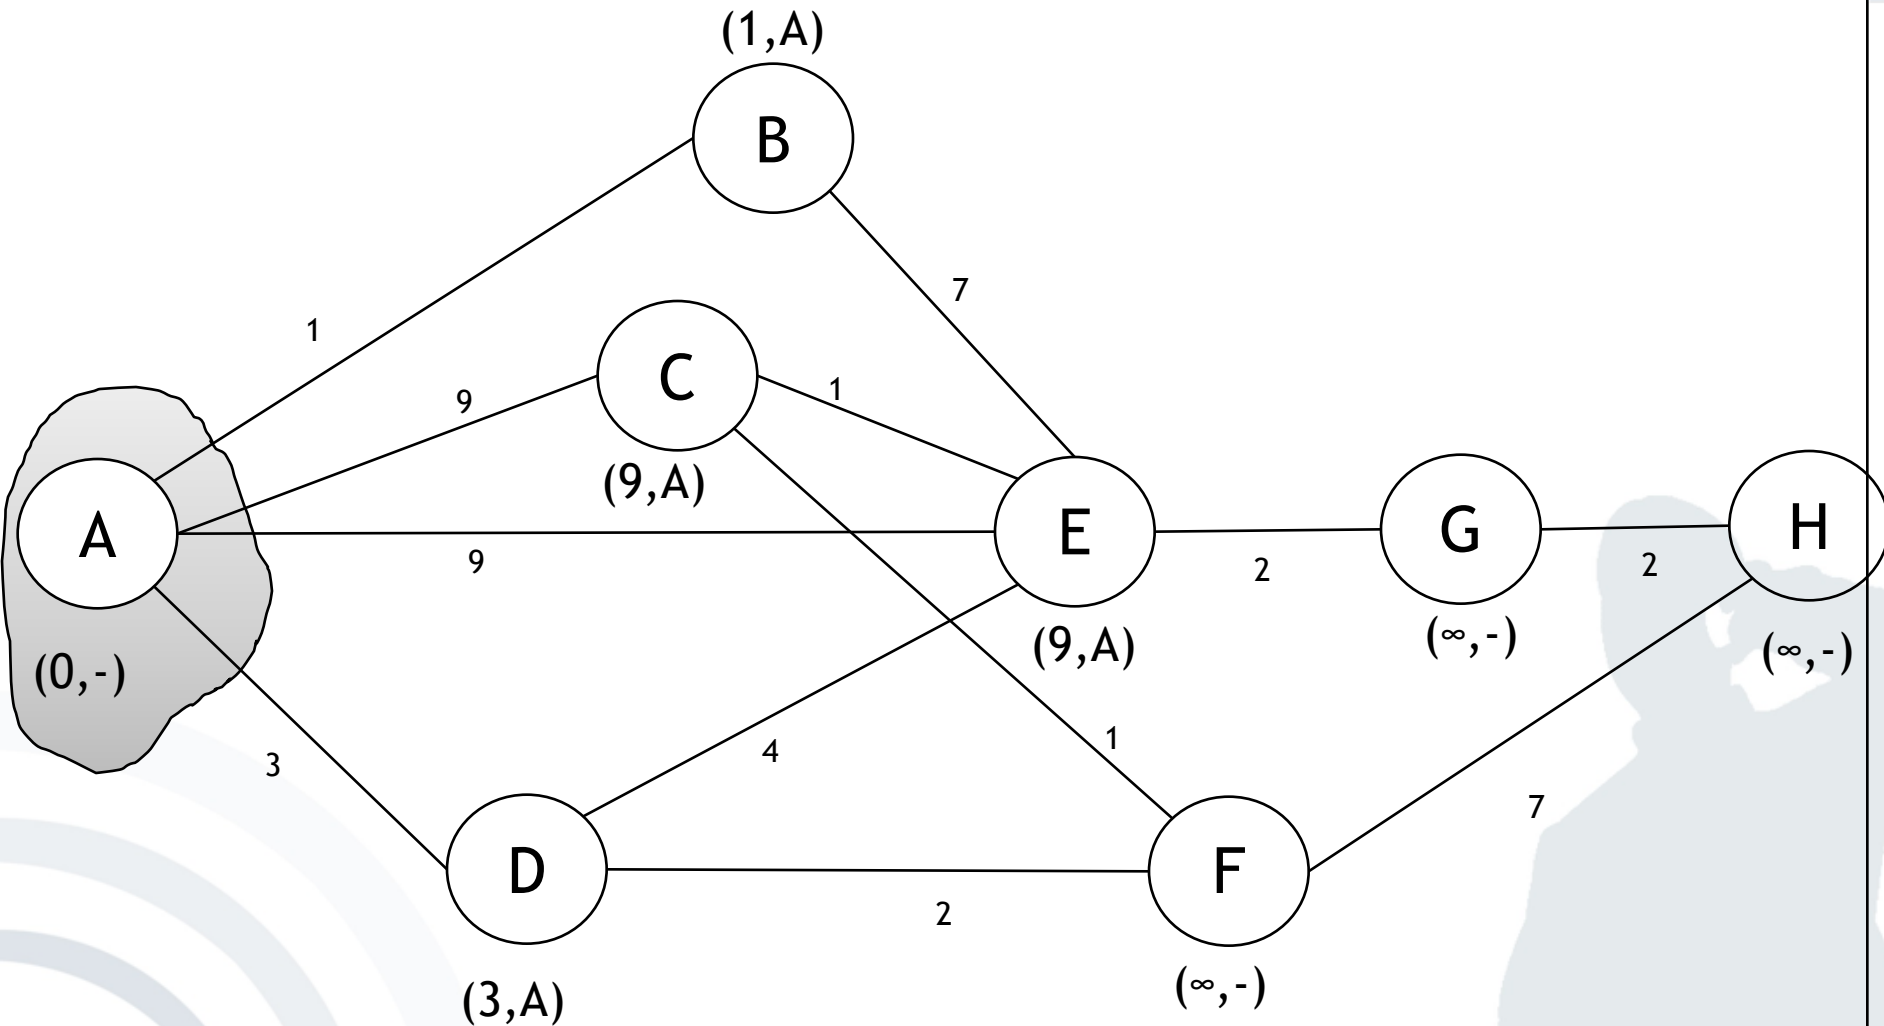 (1,A)
B
7
1
C
9
1
(9,A)
A
E
G
H
9
2
2
(0,-)
(9,A)
(∞,-)
(∞,-)
3
4
1
7
D
F
2
(3,A)
(∞,-)